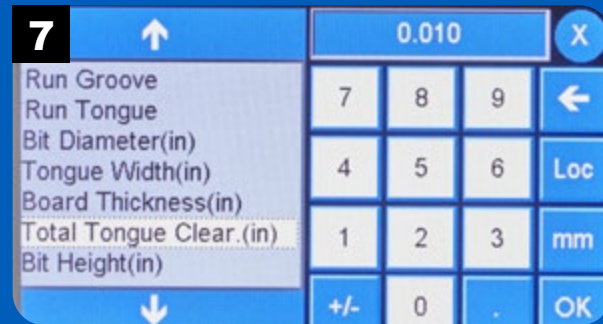 7
Run Groove
Run Tongue
Bit Diameter(in)
Tongue Width(in)
Board Thickness(in)
Total Tongue Clear.(in)
Bit Height(in)
0.010
X
7 8 9
4 5 6 Loc
1 2 3 mm
+/- 0 . OK